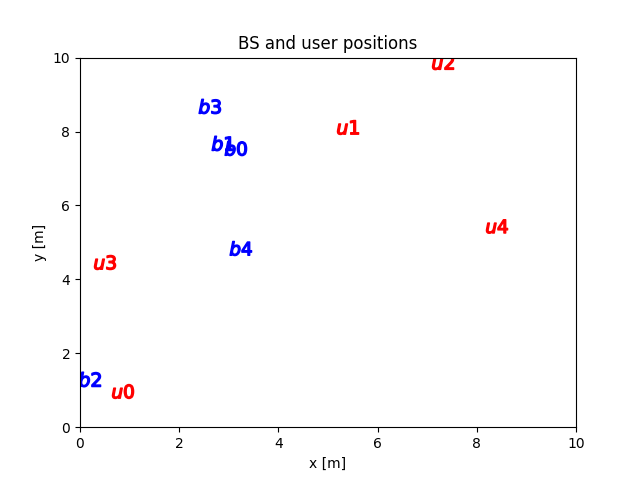 BS and user positions
10
u2
b3
8
u1
b1
b0
6
u4
b4
y [m]
u3
4
2
b2
u0
0
0 2 4 6 8 10
x [m]